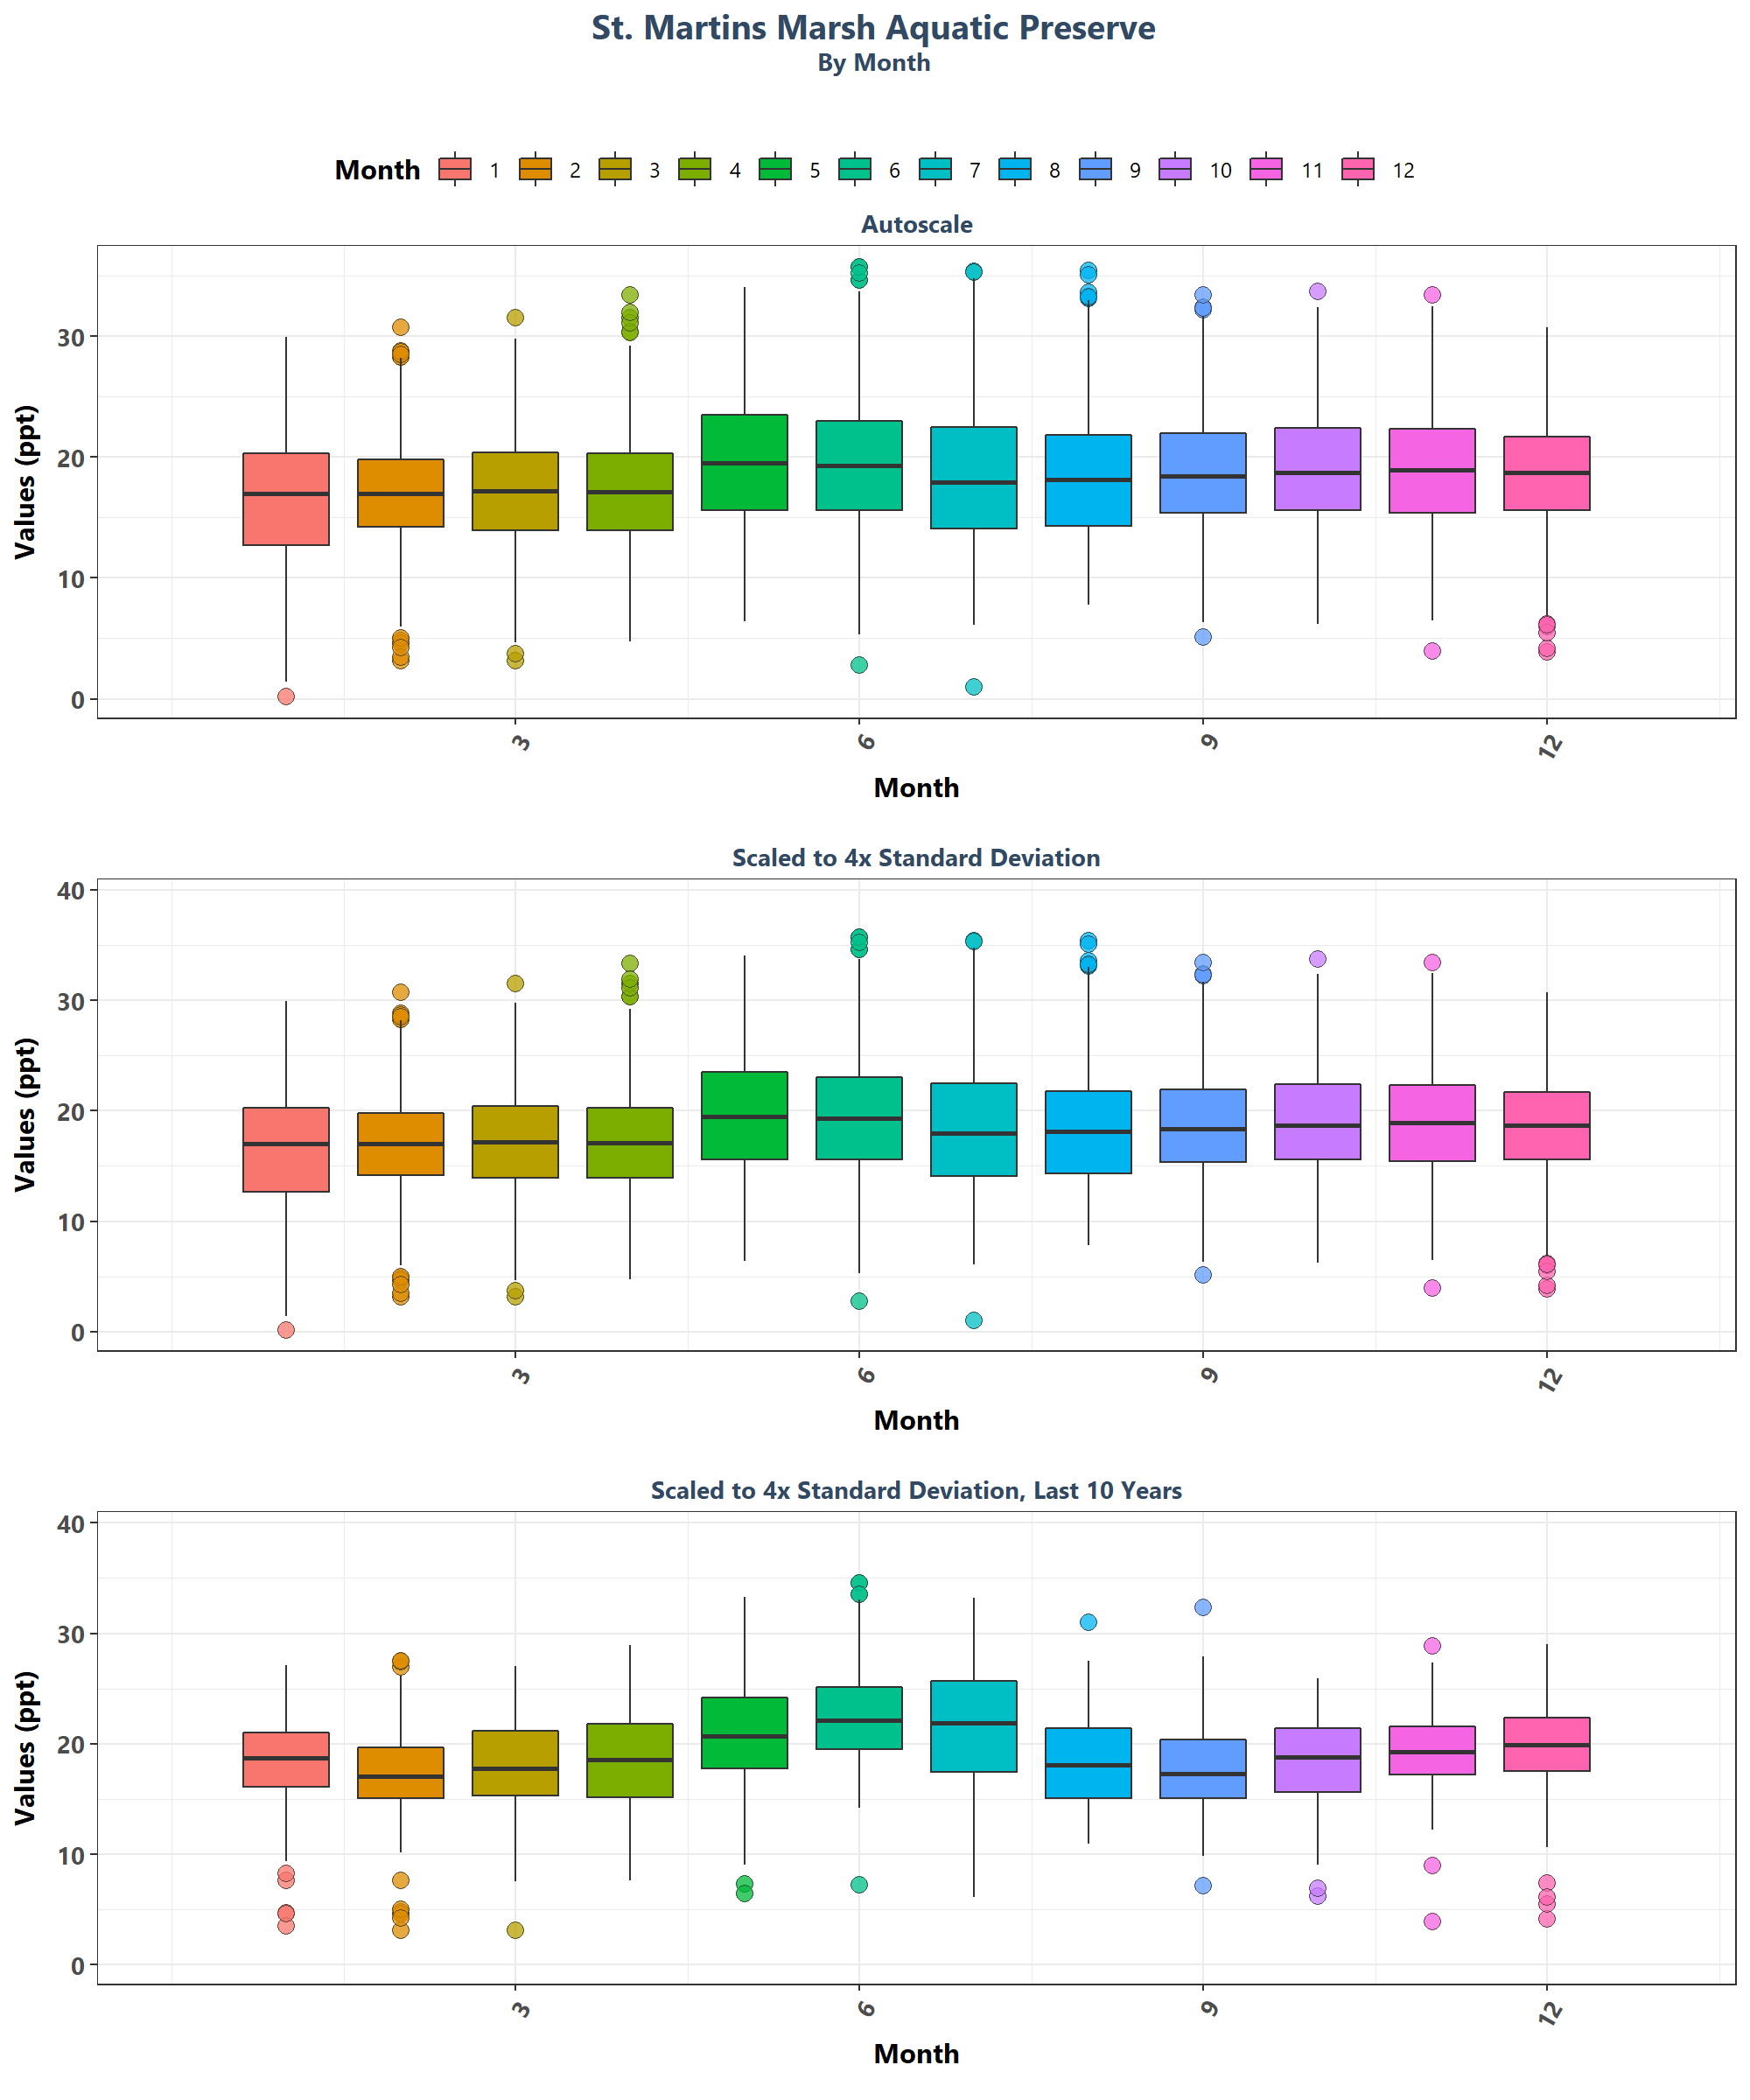 St. Martins Marsh Aquatic Preserve
By Month
Month 1 2 3 4 5 6 7 8 9 10 11 12
Autoscale
Values (ppt)
30
20
10
0
3 6 9 12
Month
Scaled to 4x Standard Deviation
Values (ppt)
40
30
20
10
0
3 6 9 12
Month
Scaled to 4x Standard Deviation, Last 10 Years
Values (ppt)
40
30
20
10
0
3 6 9 12
Month